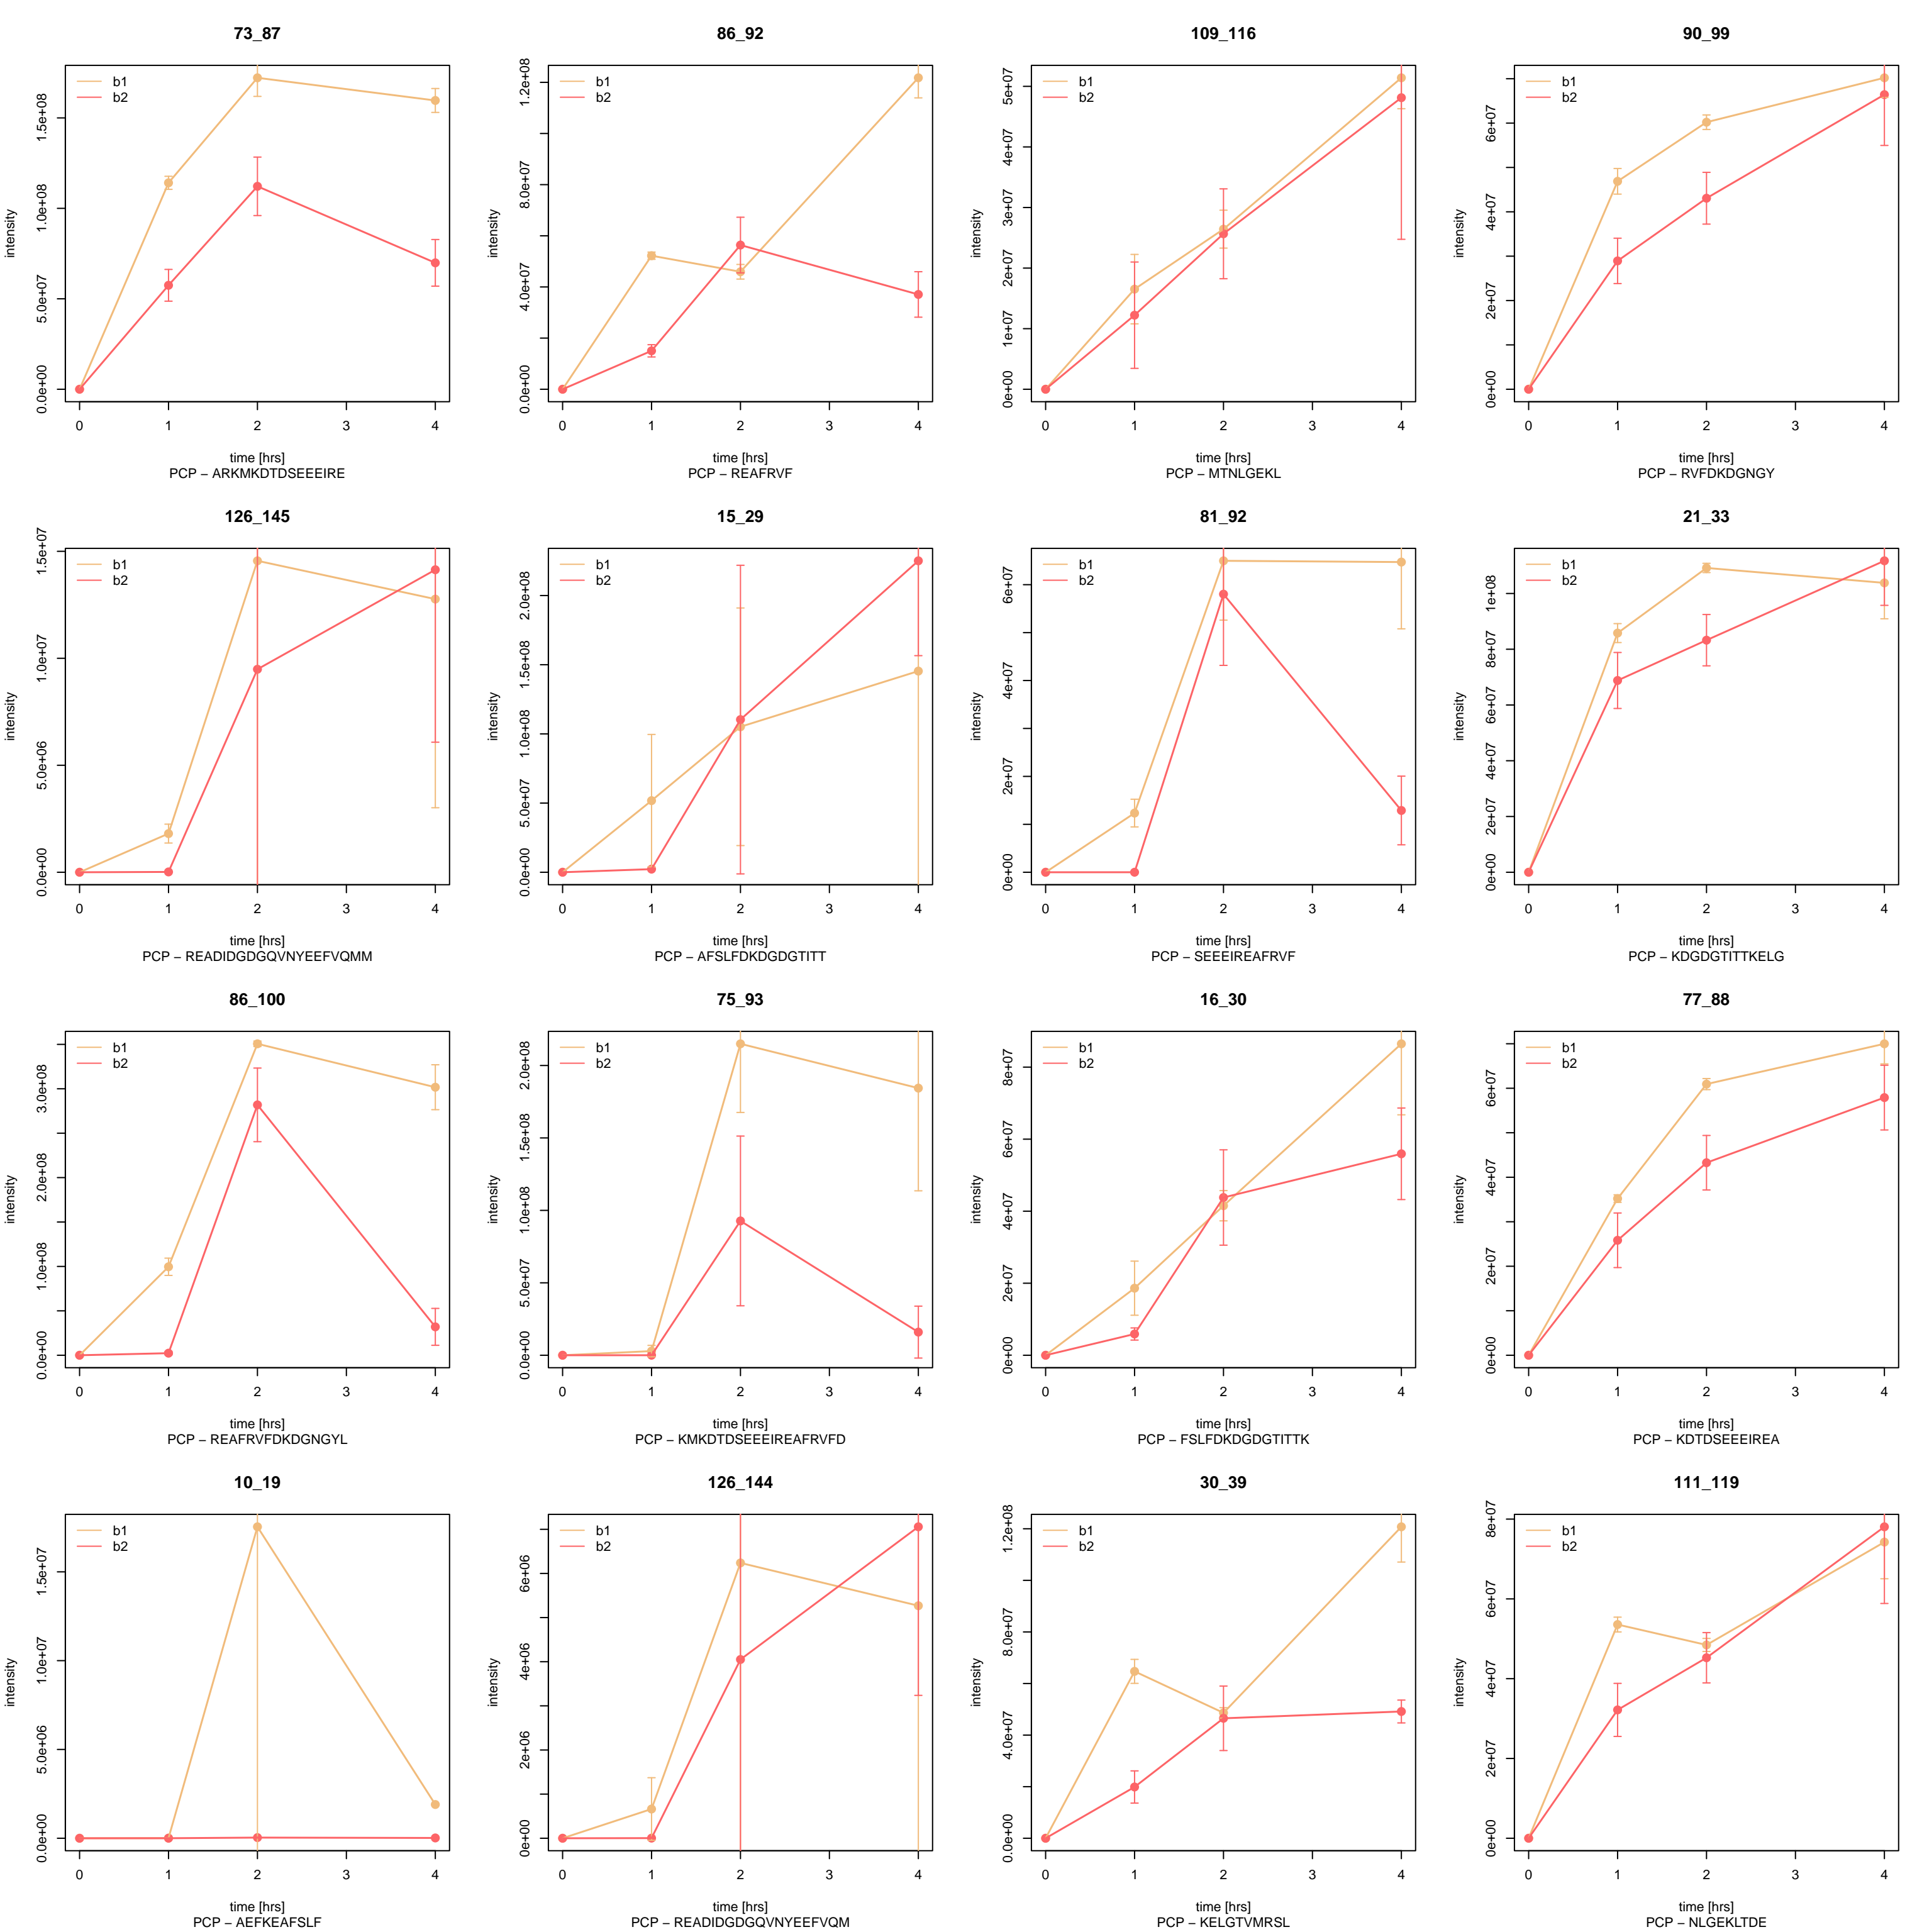 73_87
b1
b2
intensity
1.5e+08
1.0e+08
5.0e+07
0.0e+00
0 1 2 3 4
time [hrs]
PCP – ARKMKDTDSEEEIRE
86_92
b1
b2
intensity
1.2e+08
8.0e+07
4.0e+07
0.0e+00
0 1 2 3 4
time [hrs]
PCP – REAFRVF
109_116
b1
b2
intensity
5e+07
4e+07
3e+07
2e+07
1e+07
0e+00
0 1 2 3 4
time [hrs]
PCP – MTNLGEKL
90_99
b1
b2
intensity
6e+07
4e+07
2e+07
0e+00
0 1 2 3 4
time [hrs]
PCP – RVFDKDGNGY
126_145
b1
b2
intensity
1.5e+07
1.0e+07
5.0e+06
0.0e+00
0 1 2 3 4
time [hrs]
PCP – READIDGDGQVNYEEFVQMM
15_29
b1
b2
intensity
2.0e+08
1.5e+08
1.0e+08
5.0e+07
0.0e+00
0 1 2 3 4
time [hrs]
PCP – AFSLFDKDGDGTITT
81_92
b1
b2
intensity
6e+07
4e+07
2e+07
0e+00
0 1 2 3 4
time [hrs]
PCP – SEEEIREAFRVF
21_33
b1
b2
intensity
1e+08
8e+07
6e+07
4e+07
2e+07
0e+00
0 1 2 3 4
time [hrs]
PCP – KDGDGTITTKELG
86_100
b1
b2
intensity
3.0e+08
2.0e+08
1.0e+08
0.0e+00
0 1 2 3 4
time [hrs]
PCP – REAFRVFDKDGNGYL
75_93
b1
b2
intensity
2.0e+08
1.5e+08
1.0e+08
5.0e+07
0.0e+00
0 1 2 3 4
time [hrs]
PCP – KMKDTDSEEEIREAFRVFD
16_30
b1
b2
intensity
8e+07
6e+07
4e+07
2e+07
0e+00
0 1 2 3 4
time [hrs]
PCP – FSLFDKDGDGTITTK
77_88
b1
b2
intensity
6e+07
4e+07
2e+07
0e+00
0 1 2 3 4
time [hrs]
PCP – KDTDSEEEIREA
10_19
b1
b2
intensity
1.5e+07
1.0e+07
5.0e+06
0.0e+00
0 1 2 3 4
time [hrs]
PCP – AEFKEAFSLF
126_144
b1
b2
intensity
6e+06
4e+06
2e+06
0e+00
0 1 2 3 4
time [hrs]
PCP – READIDGDGQVNYEEFVQM
30_39
b1
b2
intensity
1.2e+08
8.0e+07
4.0e+07
0.0e+00
0 1 2 3 4
time [hrs]
PCP – KELGTVMRSL
111_119
b1
b2
intensity
8e+07
6e+07
4e+07
2e+07
0e+00
0 1 2 3 4
time [hrs]
PCP – NLGEKLTDE